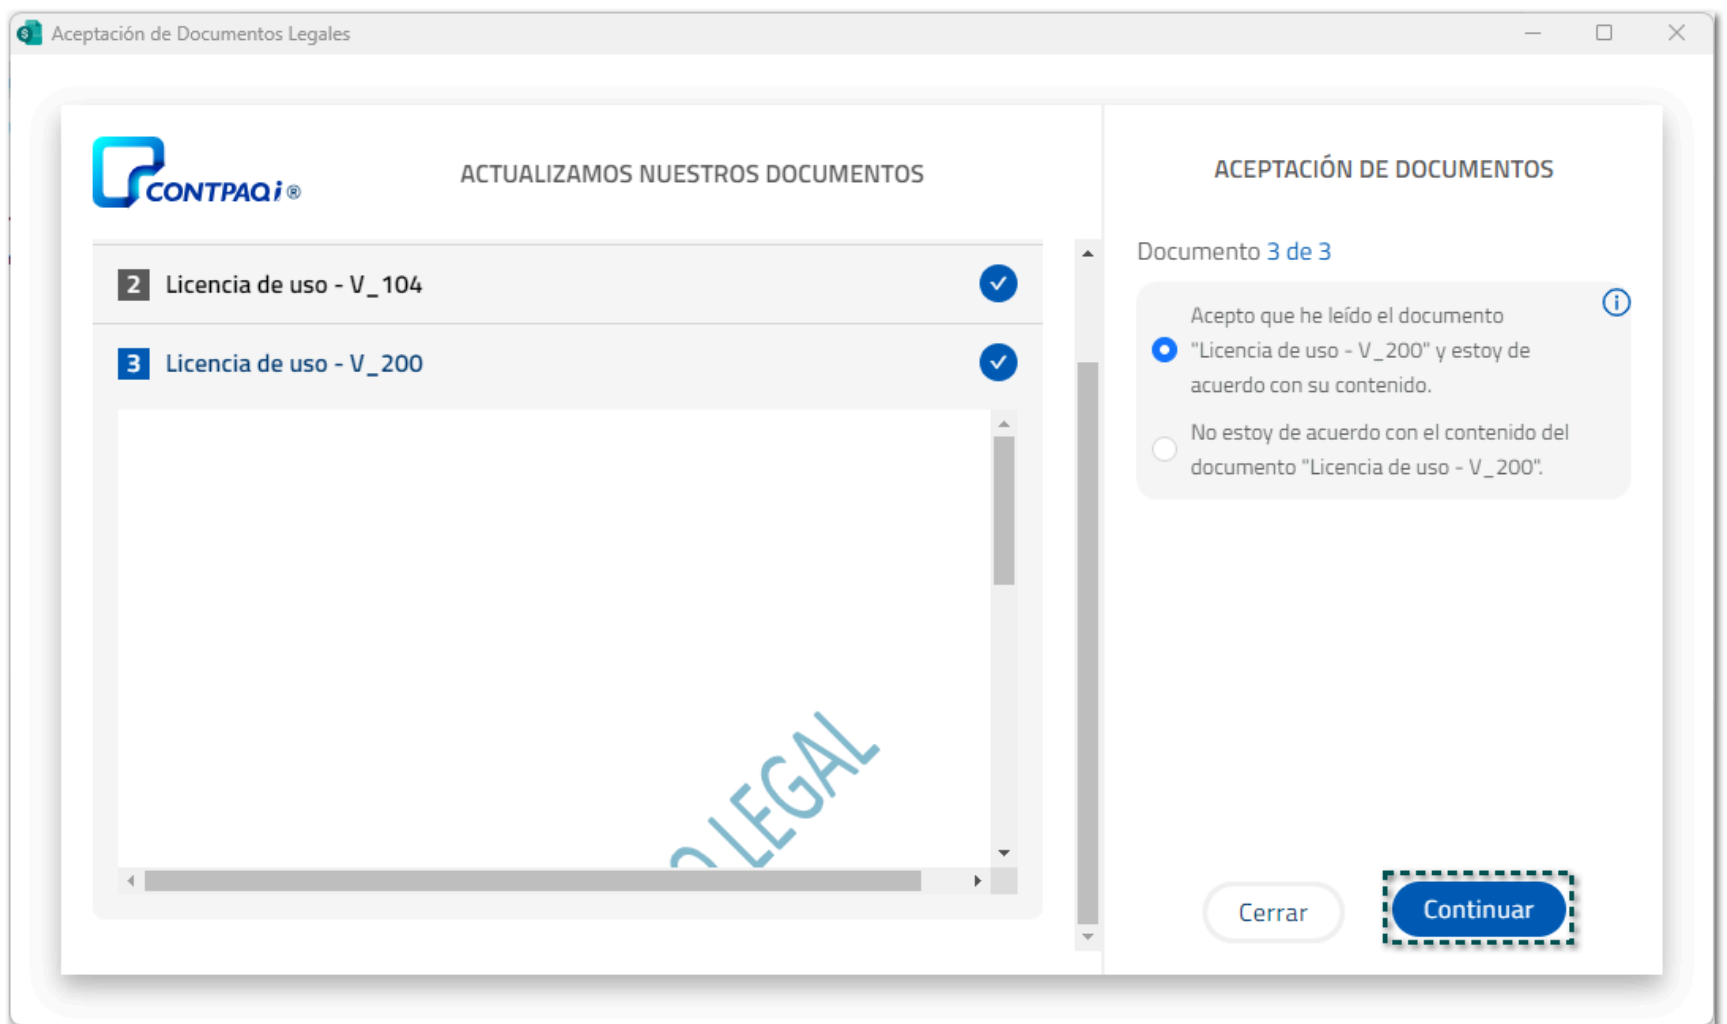 Aceptación de Documentos Legales
CONTPAQi®
ACTUALIZAMOS NUESTROS DOCUMENTOS
2 Licencia de uso - V_104
3 Licencia de uso - V_200
LEGAL
ACEPTACIÓN DE DOCUMENTOS
Documento 3 de 3
Acepto que he leído el documento
"Licencia de uso - V_200" y estoy de
acuerdo con su contenido.
No estoy de acuerdo con el contenido del
documento "Licencia de uso - V_200".
Cerrar
Continuar